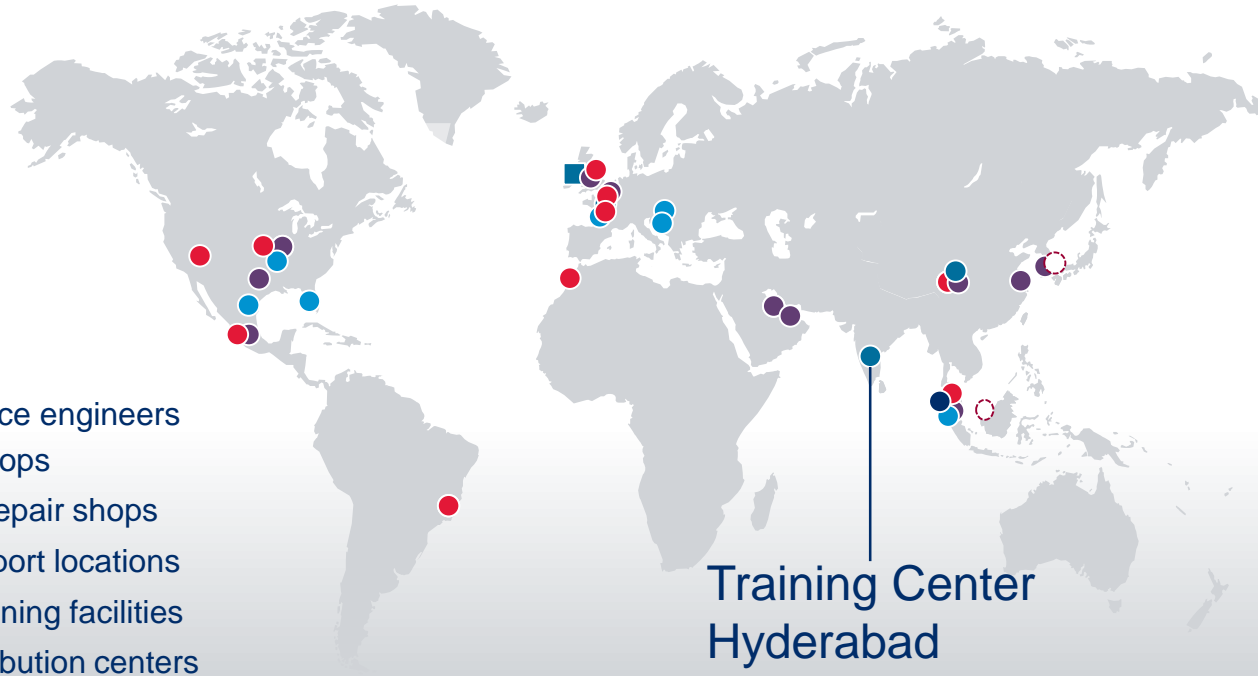 ce engineers
ops
epair shops
port locations
ning facilities
bution centers
Training Center
Hyderabad